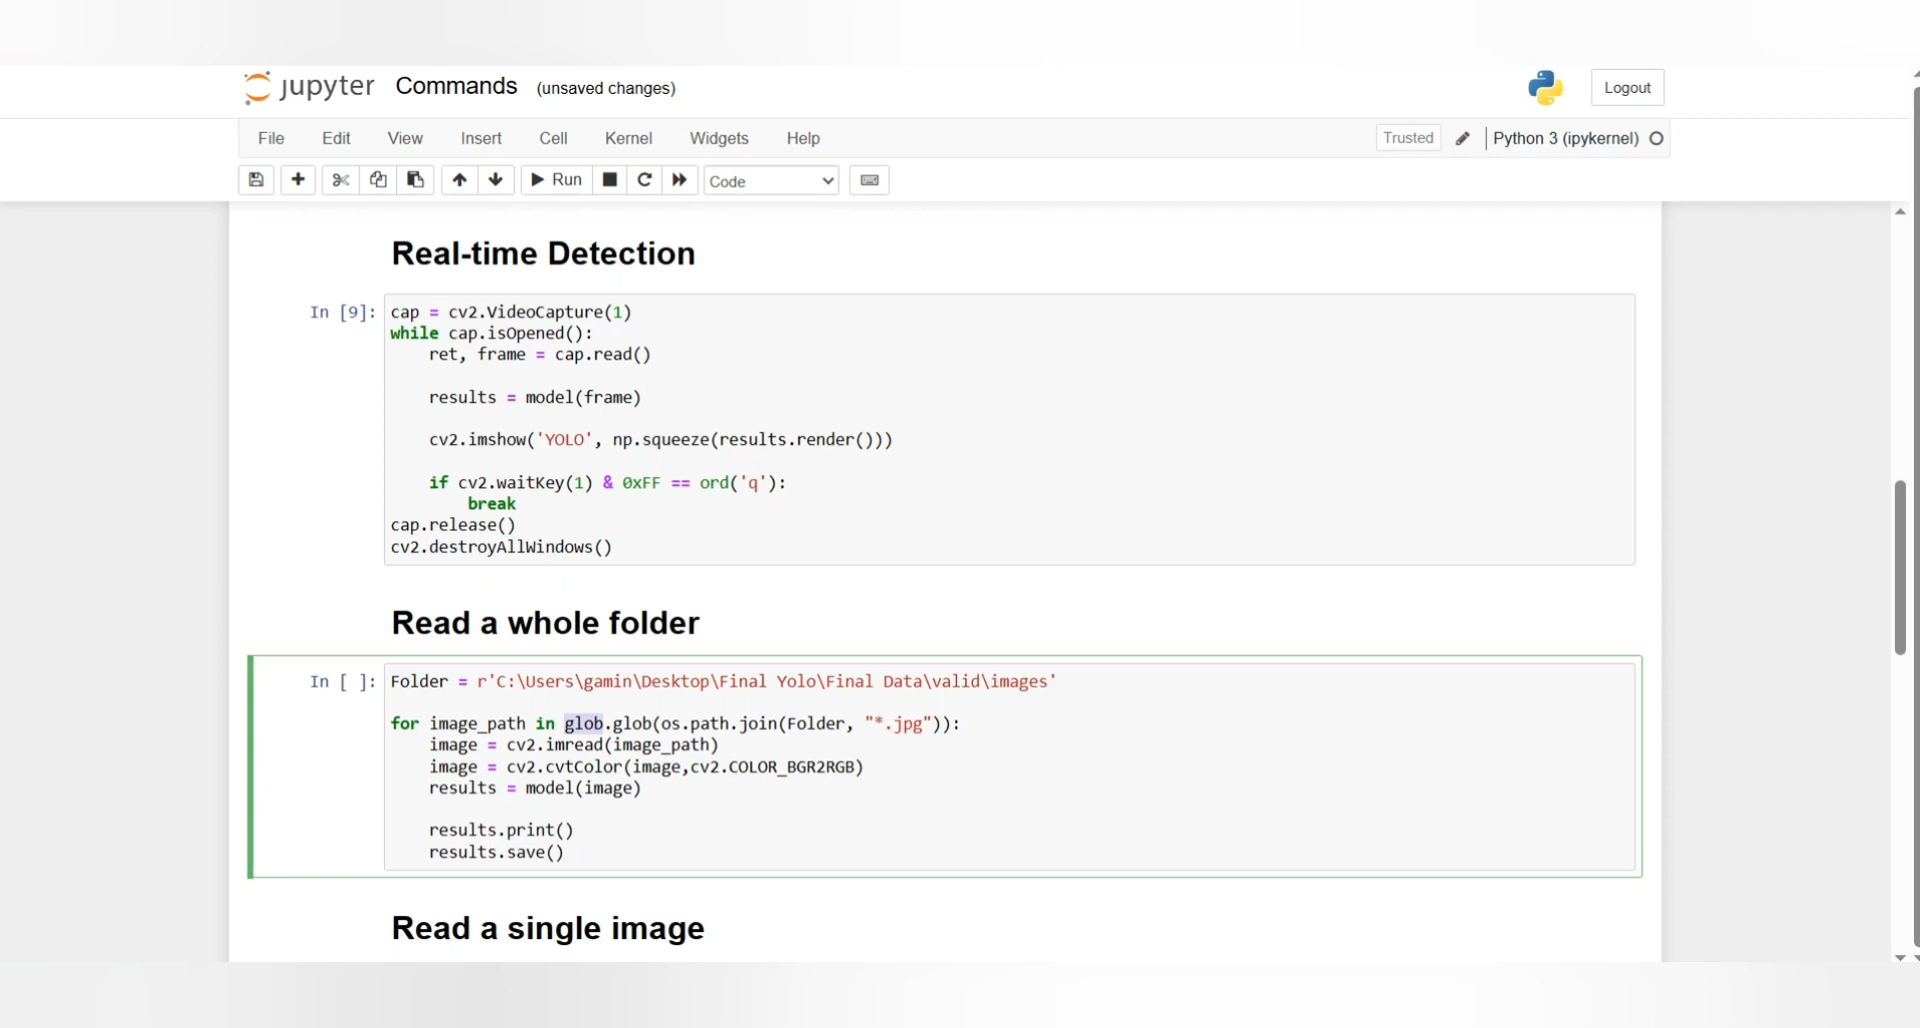 jupyter Commands (unsaved changes) Logout
File Edit View Insert Cell Kernel Widgets Help Trusted Python 3 (ipykernel)
Run Code
Real-time Detection
In [9]: cap = cv2.VideoCapture(1)
while cap.isOpened():
    ret, frame = cap.read()
    results = model(frame)
    cv2.imshow('YOLO', np.squeeze(results.render()))
    if cv2.waitKey(1) & 0xFF == ord('q'):
        break
cap.release()
cv2.destroyAllWindows()
Read a whole folder
In [ ]: Folder = r'C:\Users\gamin\Desktop\Final Yolo\Final Data\valid\images'
for image_path in glob.glob(os.path.join(Folder, "*.jpg")):
    image = cv2.imread(image_path)
    image = cv2.cvtColor(image,cv2.COLOR_BGR2RGB)
    results = model(image)
    results.print()
    results.save()
Read a single image